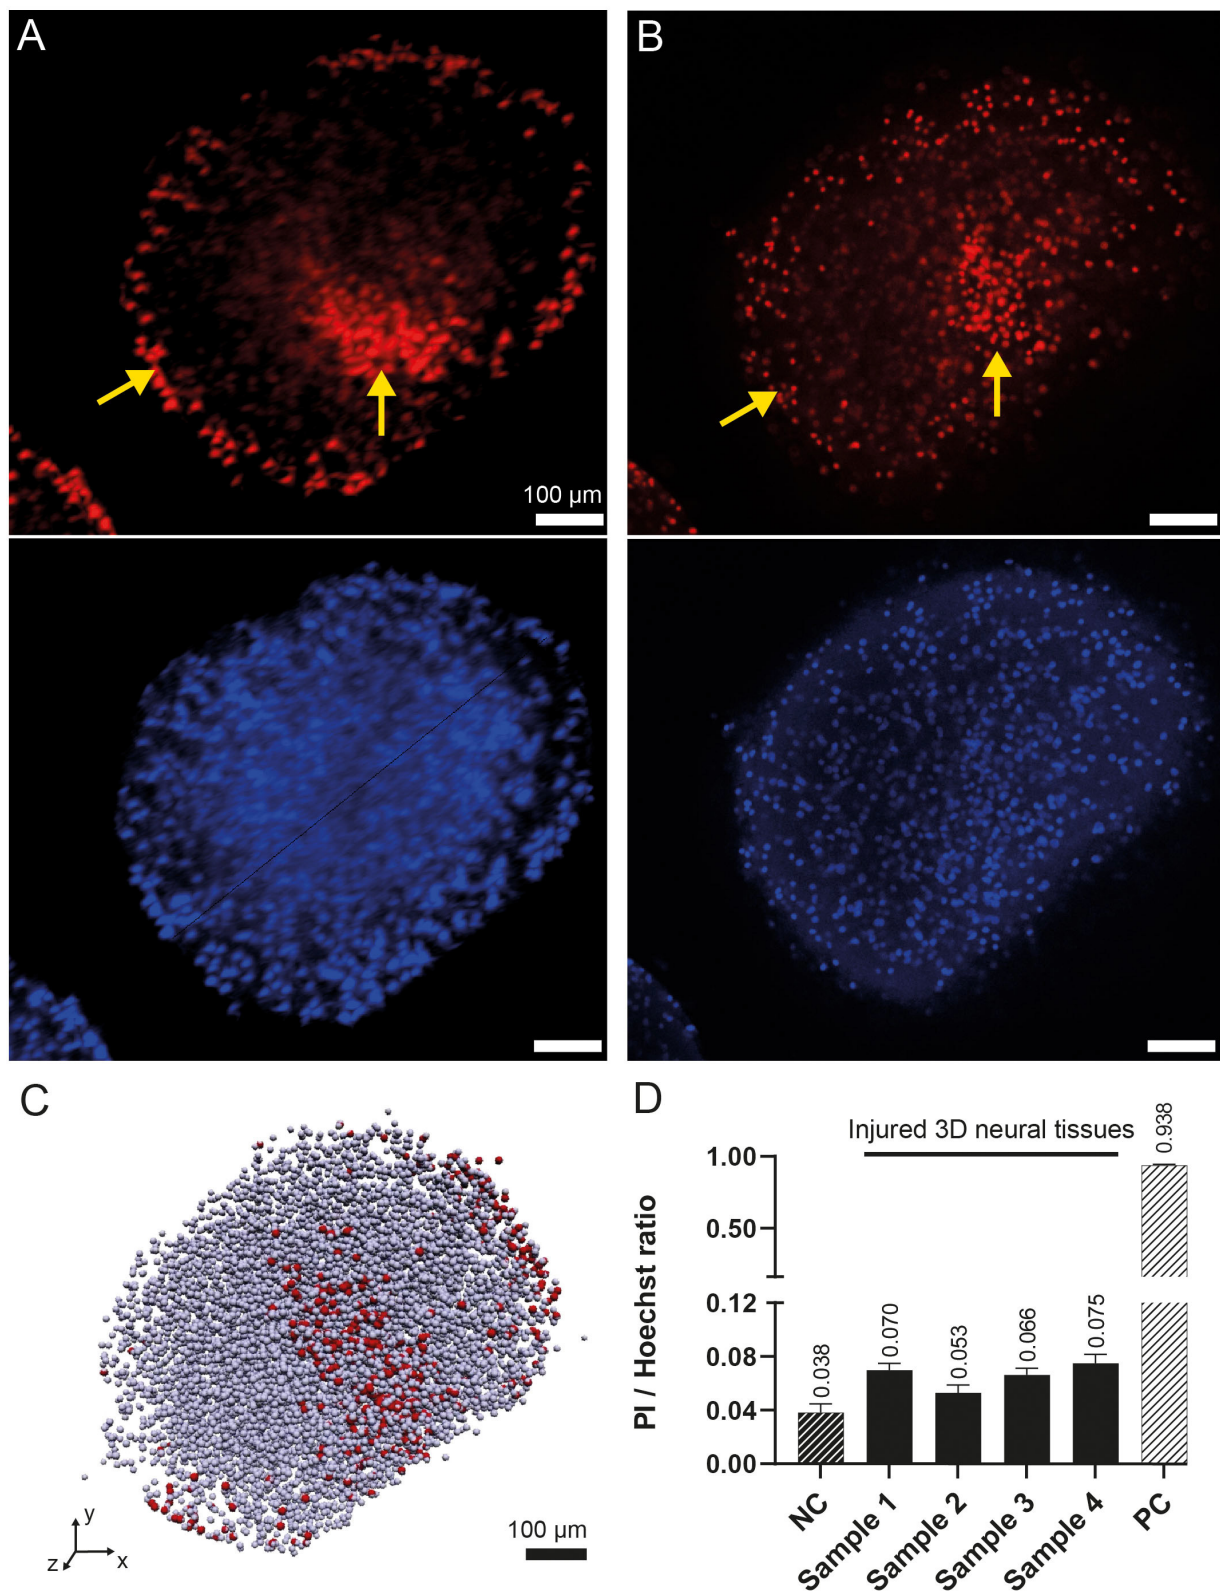 A
B
100 µm
C
D
y
z
x
100 µm
Injured 3D neural tissues
PI / Hoechst ratio
1.00
0.50
0.12
0.08
0.04
0.00
0.038
0.070
0.053
0.066
0.075
0.938
NC
Sample 1
Sample 2
Sample 3
Sample 4
PC